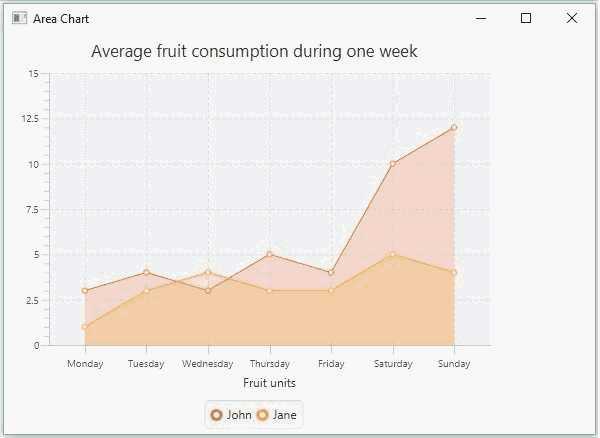 Area Chart
Average fruit consumption during one week
15
12.5
10
7.5
5
2.5
0
Monday Tuesday Wednesday Thursday Friday Saturday Sunday
Fruit units
John Jane